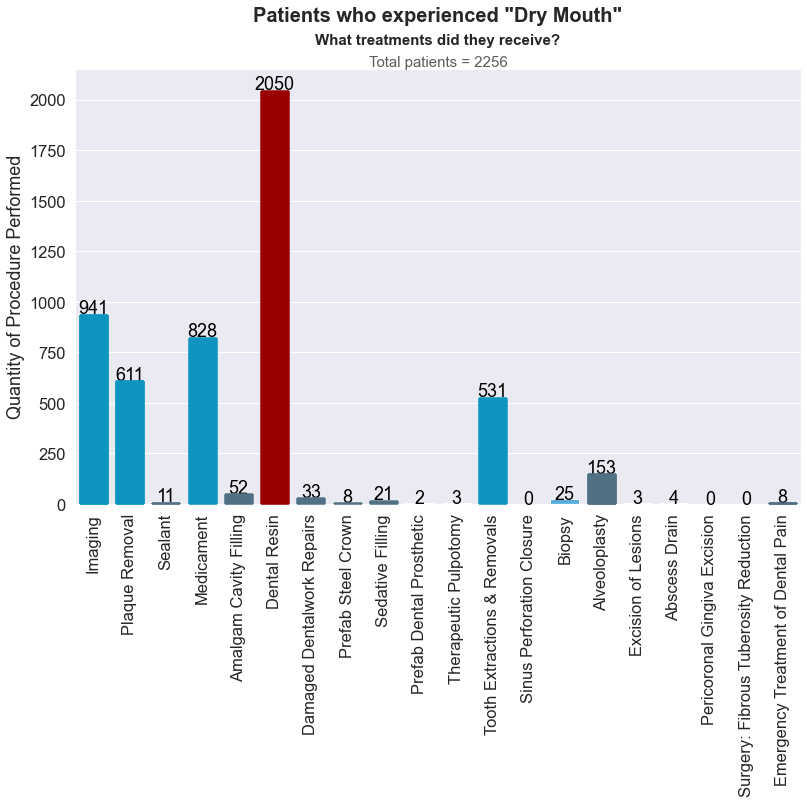 Patients who experienced "Dry Mouth"
What treatments did they receive?
Total patients = 2256
Quantity of Procedure Performed
2000
1750
1500
1250
1000
750
500
250
0
941
611
11
828
52
2050
33
8
21
2
3
531
0
25
153
3
4
0
0
8
Imaging
Plaque Removal
Sealant
Medicament
Amalgam Cavity Filling
Dental Resin
Damaged Dentalwork Repairs
Prefab Steel Crown
Sedative Filling
Prefab Dental Prosthetic
Therapeutic Pulpotomy
Tooth Extractions & Removals
Sinus Perforation Closure
Biopsy
Alveoloplasty
Excision of Lesions
Abscess Drain
Pericoronal Gingiva Excision
Surgery: Fibrous Tuberosity Reduction
Emergency Treatment of Dental Pain